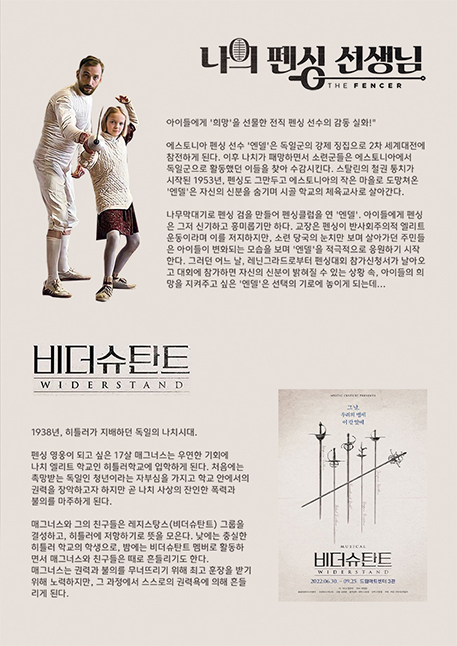 나의 펜싱 선생님
THE FENCER
아이들에게 '희망'을 선물한 전직 펜싱 선수의 감동 실화!"
에스토니아 펜싱 선수 '엔델'은 독일군의 강제 징집으로 2차 세계대전에
참전하게 된다. 이후 나치가 패망하면서 소련군들은 에스토니아에서
독일군으로 활동했던 이들을 찾아 수감시킨다. 스탈린의 철권 통치가
시작된 1953년, 펜싱도 그만두고 에스토니아의 작은 마을로 도망쳐온
'엔델'은 자신의 신분을 숨기며 시골 학교의 체육교사로 살아간다.
나무막대기로 펜싱 검을 만들어 펜싱클럽을 연 '엔델'. 아이들에게 펜싱
은 그저 신기하고 흥미롭기만 하다. 교장은 펜싱이 반사회주의적 엘리트
운동이라며 이를 저지하지만, 소련 당국의 눈치만 보며 살아가던 주민들
은 아이들이 변화되는 모습을 보며 '엔델'을 적극적으로 응원하기 시작
한다. 그러던 어느 날, 레닌그라드로부터 펜싱대회 참가신청서가 날아오
고 대회에 참가하면 자신의 신분이 밝혀질 수 있는 상황 속, 아이들의 희
망을 지켜주고 싶은 '엔델'은 선택의 기로에 놓이게 되는데...
비더슈탄트
WIDERSTAND
1938년, 히틀러가 지배하던 독일의 나치시대.
펜싱 영웅이 되고 싶은 17살 매그너스는 우연한 기회에
나치 엘리트 학교인 히틀러학교에 입학하게 된다. 처음에는
촉망받는 독일인 청년이라는 자부심을 가지고 학교 안에서의
권력을 장악하고자 하지만 곧 나치 사상의 잔인한 폭력과
불의를 마주하게 된다.
매그너스와 그의 친구들은 레지스탕스(비더슈탄트) 그룹을
결성하고, 히틀러에 저항하기로 뜻을 모은다. 낮에는 충실한
히틀러 학교의 학생으로, 밤에는 비더슈탄트 멤버로 활동하
면서 매그너스와 친구들은 때로 흔들리기도 한다.
매그너스는 권력과 불의를 무너뜨리기 위해 최고 훈장을 받기
위해 노력하지만, 그 과정에서 스스로의 권력욕에 의해 흔들
리게 된다.
그날,
우리의 펜싱
이 칼끝에
MUSICAL
비더슈탄트
WIDERSTAND
2022.06.30. - 09.25. 드림아트센터 3관